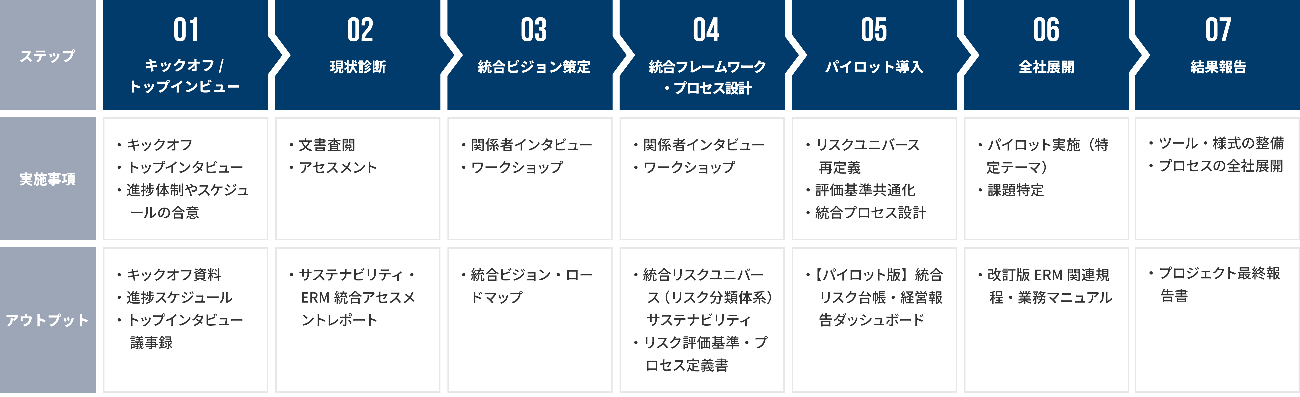 ステップ
01
キックオフ /
トップインビュー
02
現状診断
03
統合ビジョン策定
04
統合フレームワーク
・プロセス設計
05
パイロット導入
06
全社展開
07
結果報告
実施事項
・キックオフ
・トップインタビュー
・進捗体制やスケジュ
ールの合意
・文書査閲
・アセスメント
・関係者インタビュー
・ワークショップ
・関係者インタビュー
・ワークショップ
・リスクユニバース
再定義
・評価基準共通化
・統合プロセス設計
・パイロット実施（特
定テーマ）
・課題特定
・ツール・様式の整備
・プロセスの全社展開
アウトプット
・キックオフ資料
・進捗スケジュール
・トップインタビュー
議事録
・サステナビリティ・
ERM 統合アセスメ
ントレポート
・統合ビジョン・ロー
ドマップ
・統合リスクユニバー
ス（リスク分類体系）
サステナビリティ
・リスク評価基準・プ
ロセス定義書
・【パイロット版】統合
リスク台帳・経営報
告ダッシュボード
・改訂版 ERM 関連規
程・業務マニュアル
・プロジェクト最終報
告書